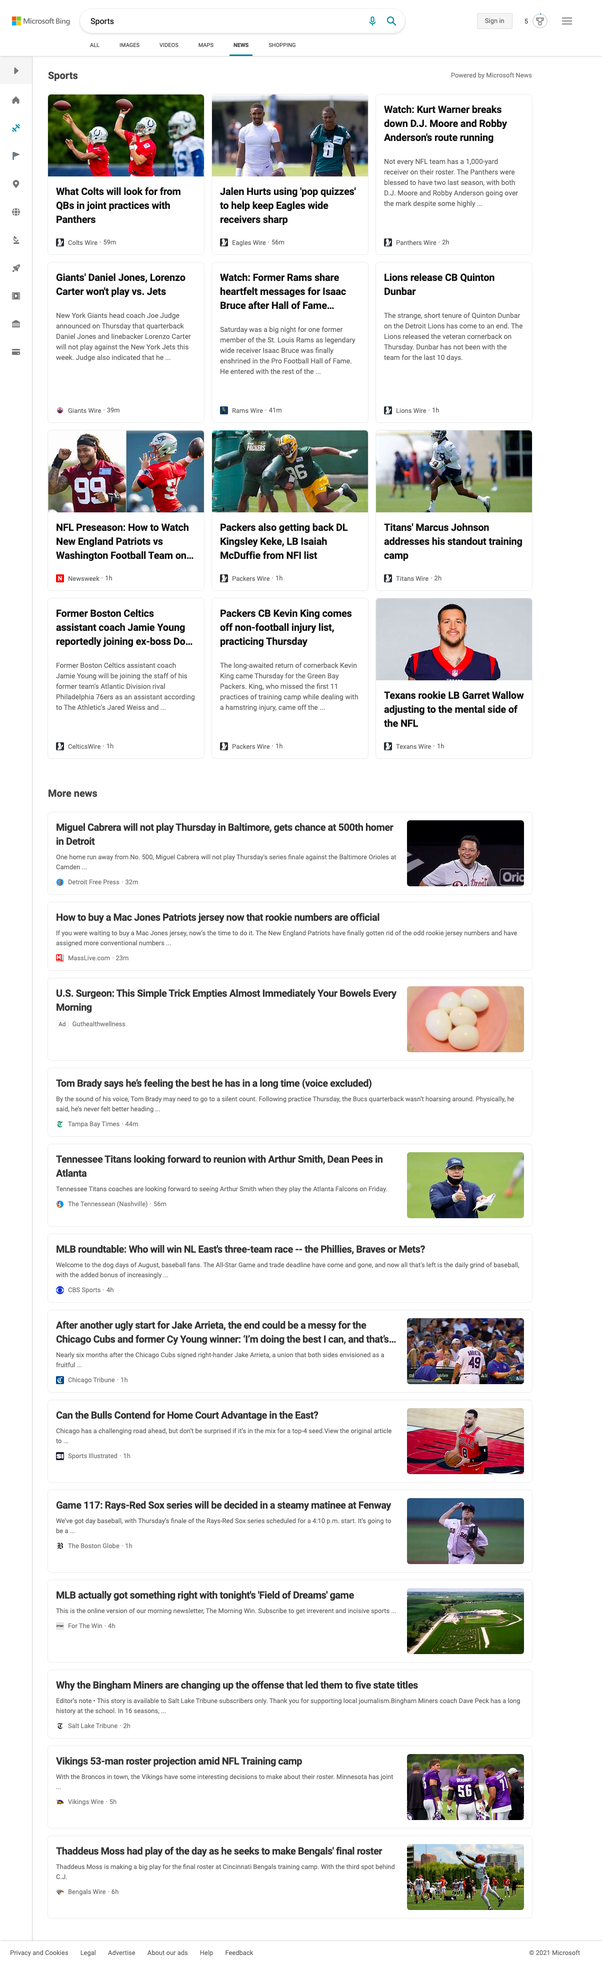 Microsoft Bing
Sports
Sign in
5
ALL
IMAGES
VIDEOS
MAPS
NEWS
SHOPPING
Sports
Powered by Microsoft News
What Colts will look for from
QBs in joint practices with
Panthers
Colts Wire · 59m
Jalen Hurts using 'pop quizzes'
to help keep Eagles wide
receivers sharp
Eagles Wire · 56m
Watch: Kurt Warner breaks
down D.J. Moore and Robby
Anderson's route running
Not every NFL team has a 1,000-yard
receiver on their roster. The Panthers were
blessed to have two last season, with both
D.J. Moore and Robby Anderson going over
the mark despite some highly ...
Panthers Wire · 2h
Giants' Daniel Jones, Lorenzo
Carter won't play vs. Jets
New York Giants head coach Joe Judge
announced on Thursday that quarterback
Daniel Jones and linebacker Lorenzo Carter
will not play against the New York Jets this
week. Judge also indicated that he ...
Giants Wire · 39m
Watch: Former Rams share
heartfelt messages for Isaac
Bruce after Hall of Fame...
Saturday was a big night for one former
member of the St. Louis Rams as legendary
wide receiver Isaac Bruce was finally
enshrined in the Pro Football Hall of Fame.
He entered with the rest of the ...
Rams Wire · 41m
Lions release CB Quinton
Dunbar
The strange, short tenure of Quinton Dunbar
on the Detroit Lions has come to an end. The
Lions released the veteran cornerback on
Thursday. Dunbar has not been with the
team for the last 10 days.
Lions Wire · 1h
NFL Preseason: How to Watch
New England Patriots vs
Washington Football Team on...
Newsweek · 1h
Packers also getting back DL
Kingsley Keke, LB Isaiah
McDuffie from NFI list
Packers Wire · 1h
Titans' Marcus Johnson
addresses his standout training
camp
Titans Wire · 2h
Former Boston Celtics
assistant coach Jamie Young
reportedly joining ex-boss Do...
Former Boston Celtics assistant coach
Jamie Young will be joining the staff of his
former team's Atlantic Division rival
Philadelphia 76ers as an assistant according
to The Athletic's Jared Weiss and ...
CelticsWire · 1h
Packers CB Kevin King comes
off non-football injury list,
practicing Thursday
The long-awaited return of cornerback Kevin
King came Thursday for the Green Bay
Packers. King, who missed the first 11
practices of training camp while dealing with
a hamstring injury, came off the ...
Packers Wire · 1h
Texans rookie LB Garret Wallow
adjusting to the mental side of
the NFL
Texans Wire · 1h
More news
Miguel Cabrera will not play Thursday in Baltimore, gets chance at 500th homer
in Detroit
One home run away from No. 500, Miguel Cabrera will not play Thursday's series finale against the Baltimore Orioles at
Camden ...
Detroit Free Press · 32m
How to buy a Mac Jones Patriots jersey now that rookie numbers are official
If you were waiting to buy a Mac Jones jersey, now's the time to do it. The New England Patriots have finally gotten rid of the odd rookie jersey numbers and have
assigned more conventional numbers ...
MassLive.com · 23m
U.S. Surgeon: This Simple Trick Empties Almost Immediately Your Bowels Every
Morning
Ad Guthealthwellness
Tom Brady says he's feeling the best he has in a long time (voice excluded)
By the sound of his voice, Tom Brady may need to go to a silent count. Following practice Thursday, the Bucs quarterback wasn't hoarsing around. Physically, he
said, he's never felt better heading ...
Tampa Bay Times · 44m
Tennessee Titans looking forward to reunion with Arthur Smith, Dean Pees in
Atlanta
Tennessee Titans coaches are looking forward to seeing Arthur Smith when they play the Atlanta Falcons on Friday.
The Tennessean (Nashville) · 56m
MLB roundtable: Who will win NL East's three-team race -- the Phillies, Braves or Mets?
Welcome to the dog days of August, baseball fans. The All-Star Game and trade deadline have come and gone, and now all that's left is the daily grind of baseball,
with the added bonus of increasingly ...
CBS Sports · 4h
After another ugly start for Jake Arrieta, the end could be a messy for the
Chicago Cubs and former Cy Young winner: 'I'm doing the best I can, and that's...
Nearly six months after the Chicago Cubs signed right-hander Jake Arrieta, a union that both sides envisioned as a
fruitful ...
Chicago Tribune · 1h
Can the Bulls Contend for Home Court Advantage in the East?
Chicago has a challenging road ahead, but don't be surprised if it's in the mix for a top-4 seed.View the original article
to ...
Sports Illustrated · 1h
Game 117: Rays-Red Sox series will be decided in a steamy matinee at Fenway
We've got day baseball, with Thursday's finale of the Rays-Red Sox series scheduled for a 4:10 p.m. start. It's going to
be a ...
The Boston Globe · 1h
MLB actually got something right with tonight's 'Field of Dreams' game
This is the online version of our morning newsletter, The Morning Win. Subscribe to get irreverent and incisive sports ...
For The Win · 4h
Why the Bingham Miners are changing up the offense that led them to five state titles
Editor's note • This story is available to Salt Lake Tribune subscribers only. Thank you for supporting local journalism.Bingham Miners coach Dave Peck has a long
history at the school. In 16 seasons, ...
Salt Lake Tribune · 2h
Vikings 53-man roster projection amid NFL Training camp
With the Broncos in town, the Vikings have some interesting decisions to make about their roster. Minnesota has joint
...
Vikings Wire · 5h
Thaddeus Moss had play of the day as he seeks to make Bengals' final roster
Thaddeus Moss is making a big play for the final roster at Cincinnati Bengals training camp. With the third spot behind
C.J.
Bengals Wire · 6h
Privacy and Cookies
Legal
Advertise
About our ads
Help
Feedback
© 2021 Microsoft